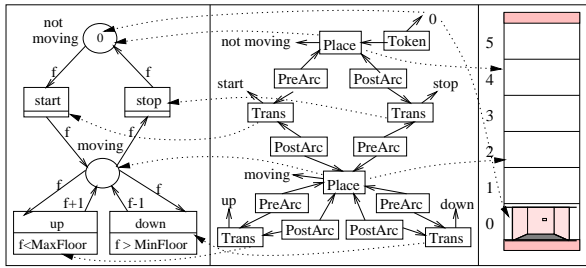 not
moving
0
f
f
start
stop
f
f
moving
f
f
f+1
f-1
up
down
f<MaxFloor
f > MinFloor
0
not moving
Place
Token
PreArc
PostArc
start
stop
Trans
Trans
PostArc
PreArc
moving
Place
up
down
PreArc
PreArc
Trans
PostArc
PostArc
Trans
5
4
3
2
1
0